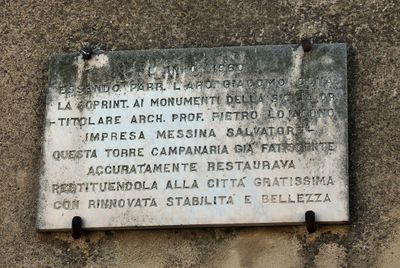 ESSENDO PARR. L'ARC. GIACOMO
LA SOPRINT. AI MONUMENTI DELLA
-TITOLARE ARCH. PROF. PIETRO
IMPRESA MESSINA SALVATORE-
QUESTA TORRE CAMPANARIA GIÀ FATISCENTE
ACCURATAMENTE RESTAURAVA
RESTITUENDOLA ALLA CITTÀ GRATISSIMA
CON RINNOVATA STABILITÀ E BELLEZZA